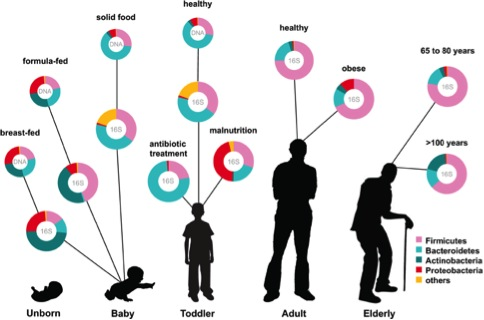 solid food
healthy
DNA
DNA
healthy
65 to 80 years
formula-fed
16S
obese
DNA
16S
16S
16S
16S
breast-fed
antibiotic
treatment
malnutrition
>100 years
DNA
16S
16S
16S
16S
16S
Firmicutes
Bacteroidetes
Actinobacteria
Proteobacteria
others
Unborn
Baby
Toddler
Adult
Elderly